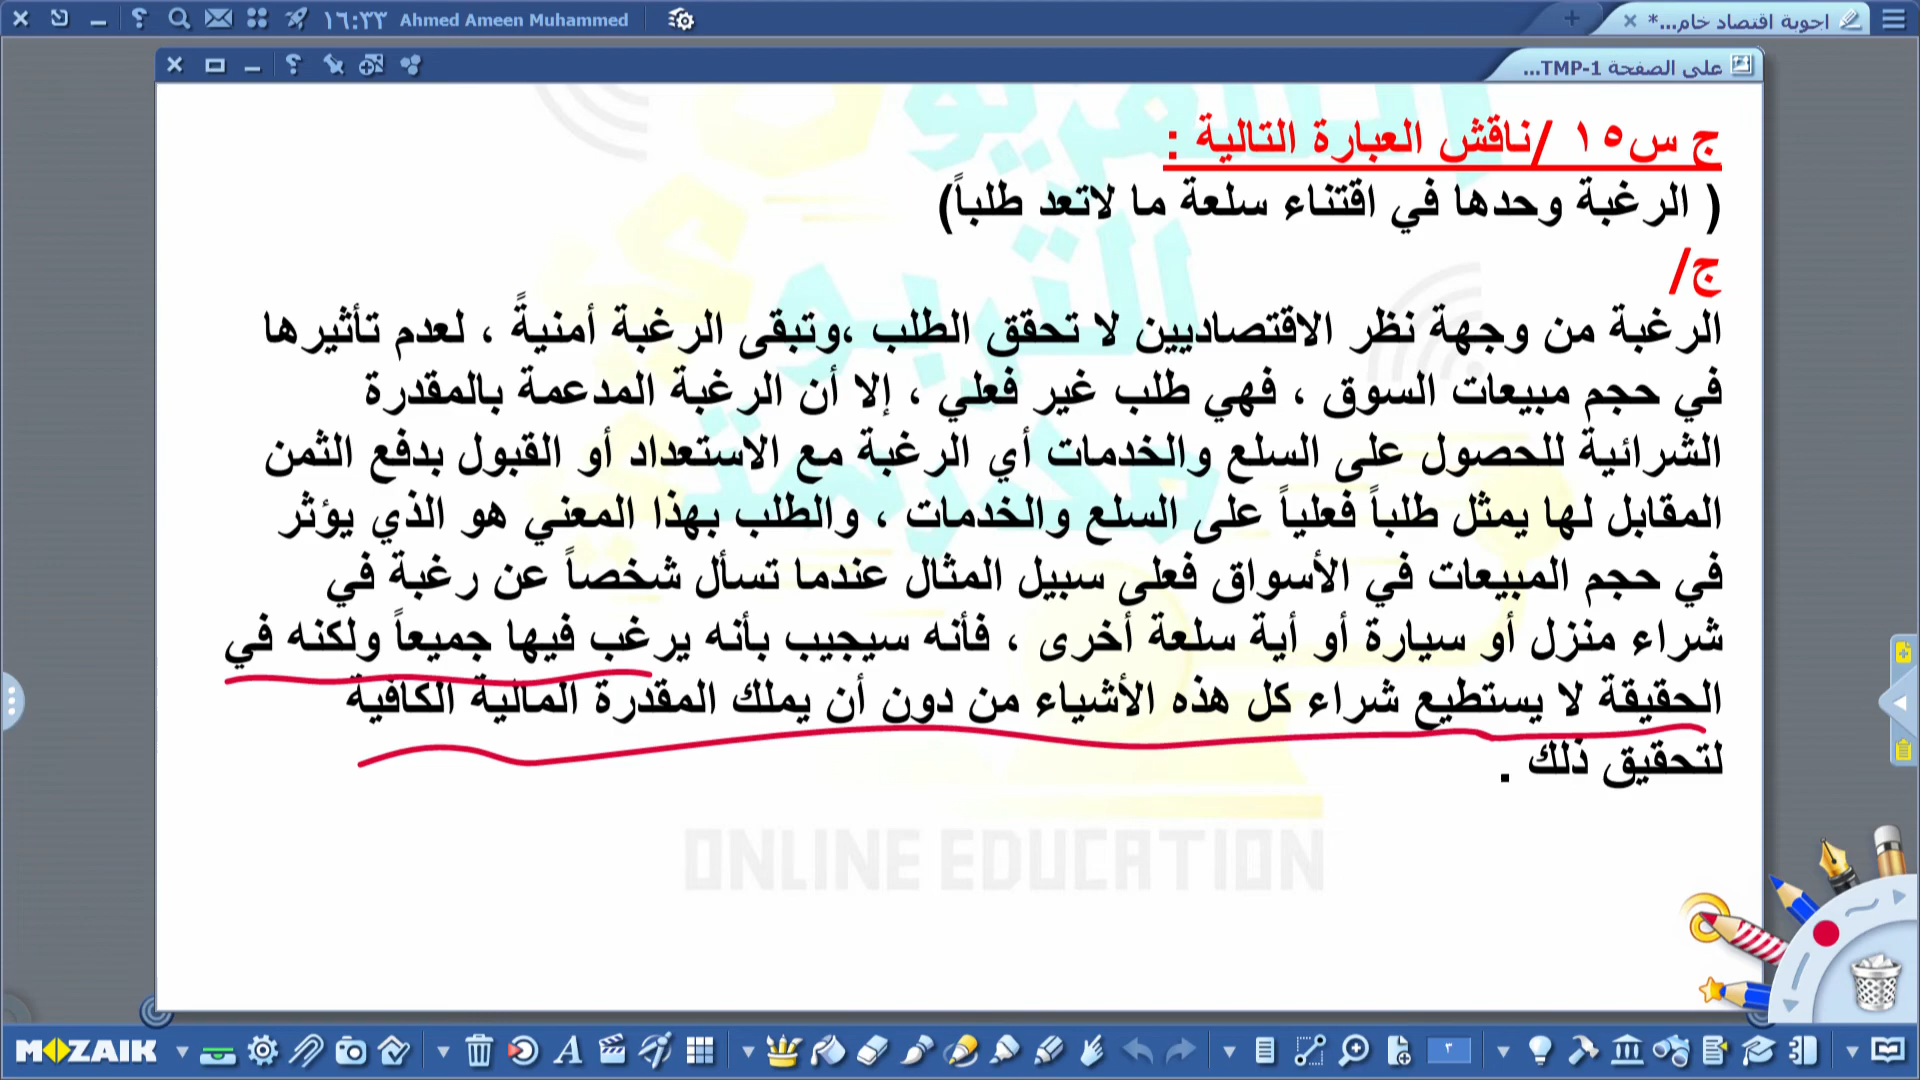 ١٦:٣٣ Ahmed Ameen Muhammed
اجوبة اقتصاد خام...*
على الصفحة TMP-1...
ج س١٥ /ناقش العبارة التالية :
( الرغبة وحدها في اقتناء سلعة ما لاتعد طلباً)
ج/
الرغبة من وجهة نظر الاقتصاديين لا تحقق الطلب ،وتبقى الرغبة أمنيةً ، لعدم تأثيرها
في حجم مبيعات السوق ، فهي طلب غير فعلي ، إلا أن الرغبة المدعمة بالمقدرة
الشرائية للحصول على السلع والخدمات أي الرغبة مع الاستعداد أو القبول بدفع الثمن
المقابل لها يمثل طلباً فعلياً على السلع والخدمات ، والطلب بهذا المعني هو الذي يؤثر
في حجم المبيعات في الأسواق فعلى سبيل المثال عندما تسأل شخصاً عن رغبة في
شراء منزل أو سيارة أو أية سلعة أخرى ، فأنه سيجيب بأنه يرغب فيها جميعاً ولكنه في
الحقيقة لا يستطيع شراء كل هذه الأشياء من دون أن يملك المقدرة المالية الكافية
لتحقيق ذلك .
ONLINE EDUCATION
MOZAIK
٣